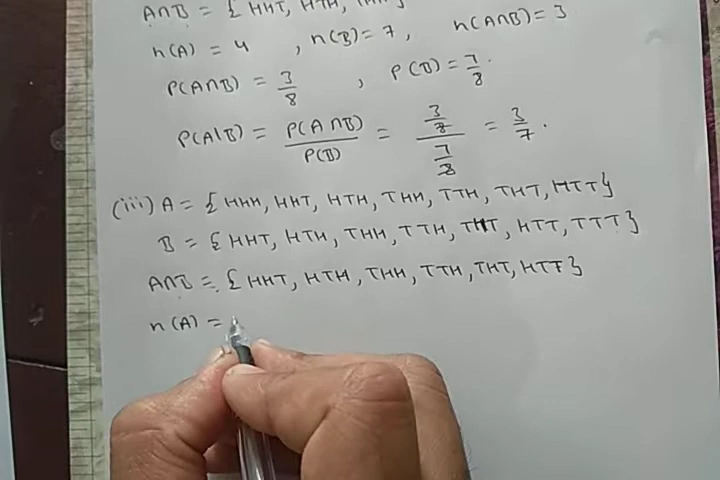 A∩B = { HHT, HTH, THH }
n(A) = 4 , n(B) = 7 , n(A∩B) = 3
P(A∩B) = 3/8 , P(B) = 7/8 .
P(A|B) = P(A∩B)/P(B) = (3/8)/(7/8) = 3/7 .
(iii) A = { HHH, HHT, HTH, THH, TTH, THT, HTT }
B = { HHT, HTH, THH, TTH, THT, HTT, TTT }
A∩B = { HHT, HTH, THH, TTH, THT, HTT }
n(A) =